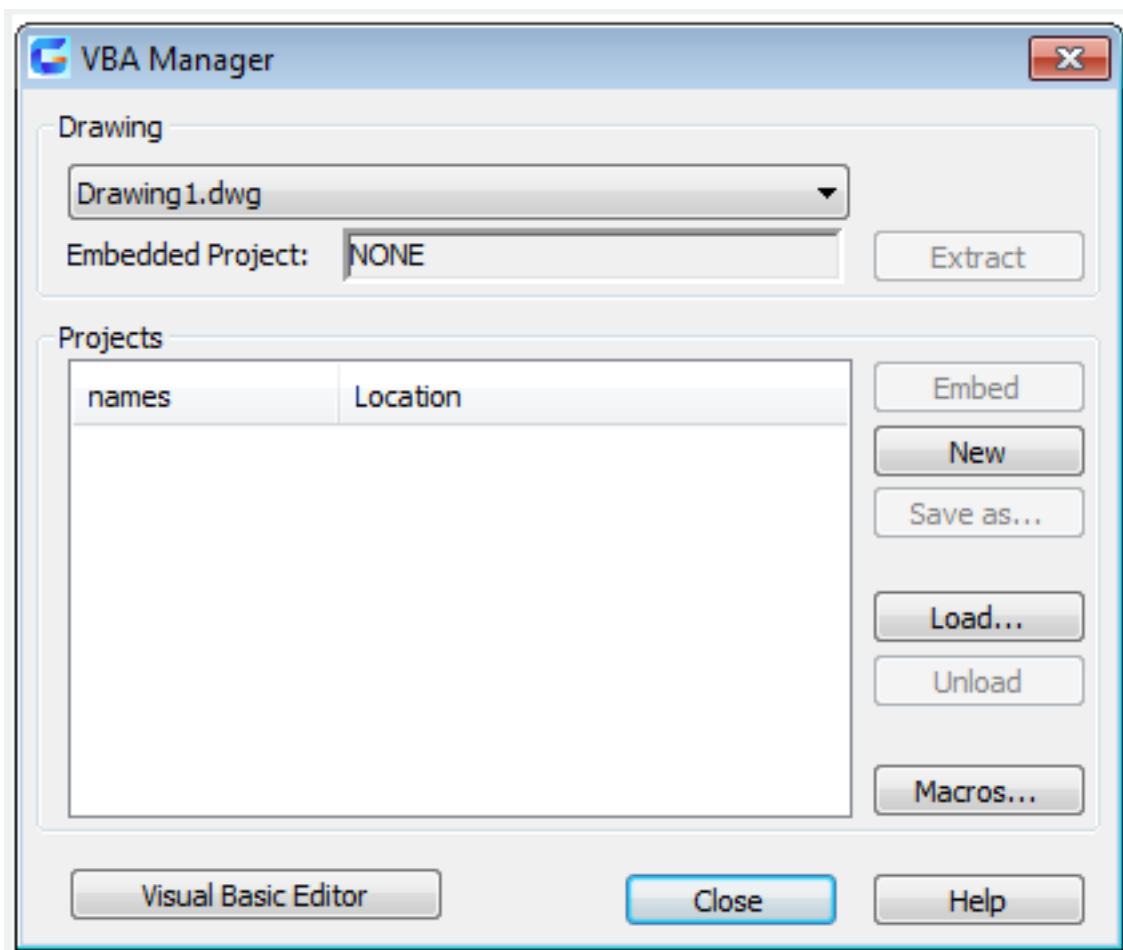 VBA Manager
Drawing
Drawing1.dwg
Embedded Project: NONE Extract
Projects
names Location
Embed
New
Save as...
Load...
Unload
Macros...
Visual Basic Editor Close Help